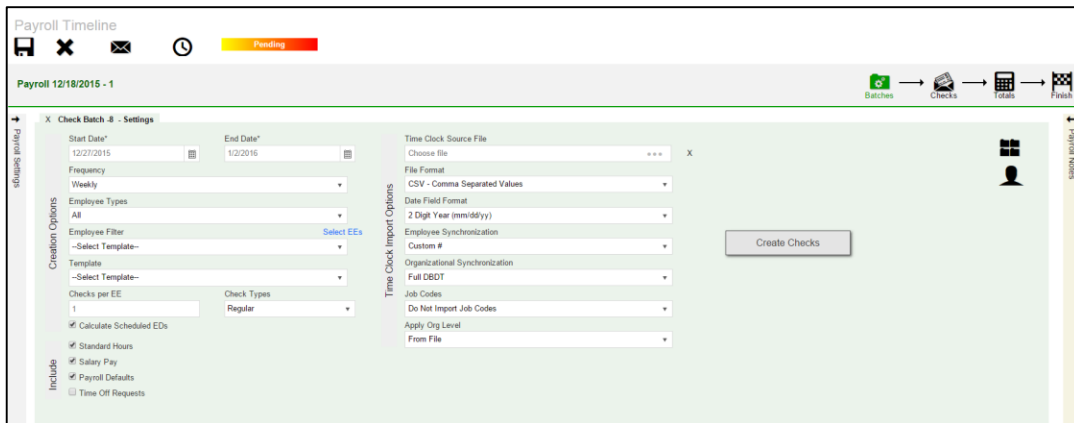 Payroll Timeline
Pending
Payroll 12/18/2015 - 1
Batches
Checks
Totals
Finish
Payroll Settings
X Check Batch -8 - Settings
Payroll Notes
Creation Options
Start Date* End Date*
12/27/2015 1/2/2016
Frequency
Weekly
Employee Types
All
Employee Filter Select EEs
--Select Template--
Template
--Select Template--
Checks per EE Check Types
1 Regular
Calculate Scheduled EDs
Include
Standard Hours
Salary Pay
Payroll Defaults
Time Off Requests
Time Clock Import Options
Time Clock Source File
Choose file X
File Format
CSV - Comma Separated Values
Date Field Format
2 Digit Year (mm/dd/yy)
Employee Synchronization
Custom #
Organizational Synchronization
Full DBDT
Job Codes
Do Not Import Job Codes
Apply Org Level
From File
Create Checks